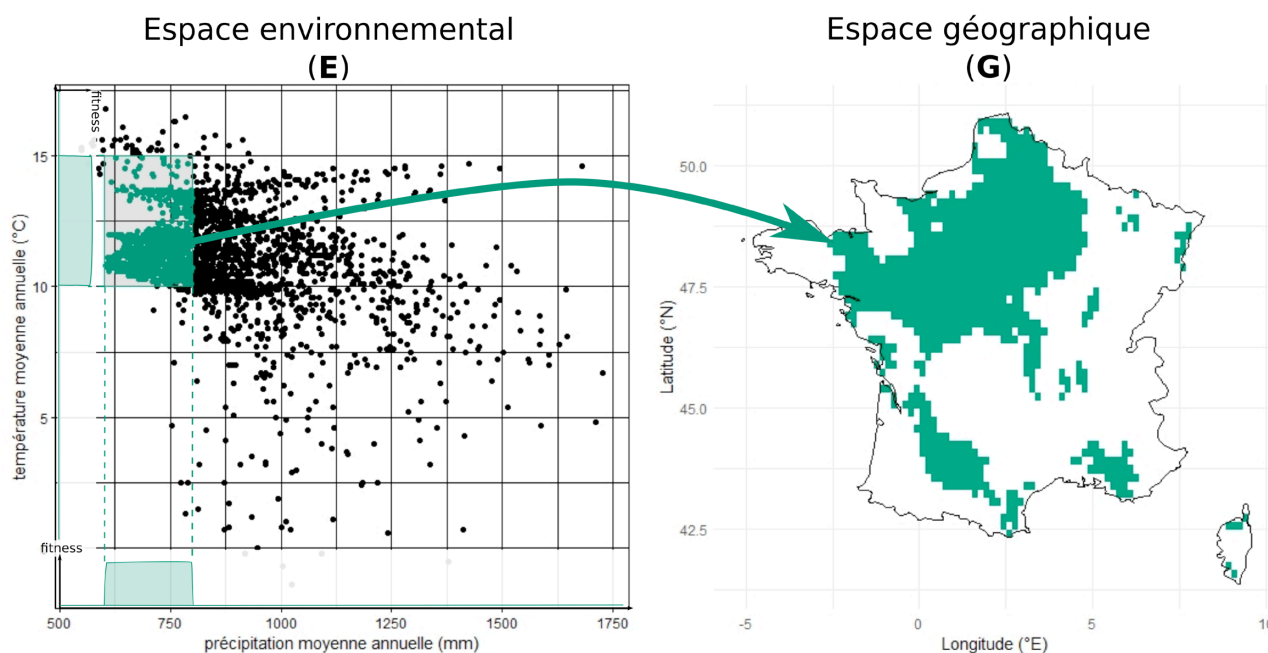 Espace environnemental
(E)
fitness
15
10
5
température moyenne annuelle (°C)
fitness
500
750
1000
1250
1500
1750
précipitation moyenne annuelle (mm)
Espace géographique
(G)
50.0
47.5
45.0
42.5
Latitude (°N)
-5
0
5
10
Longitude (°E)